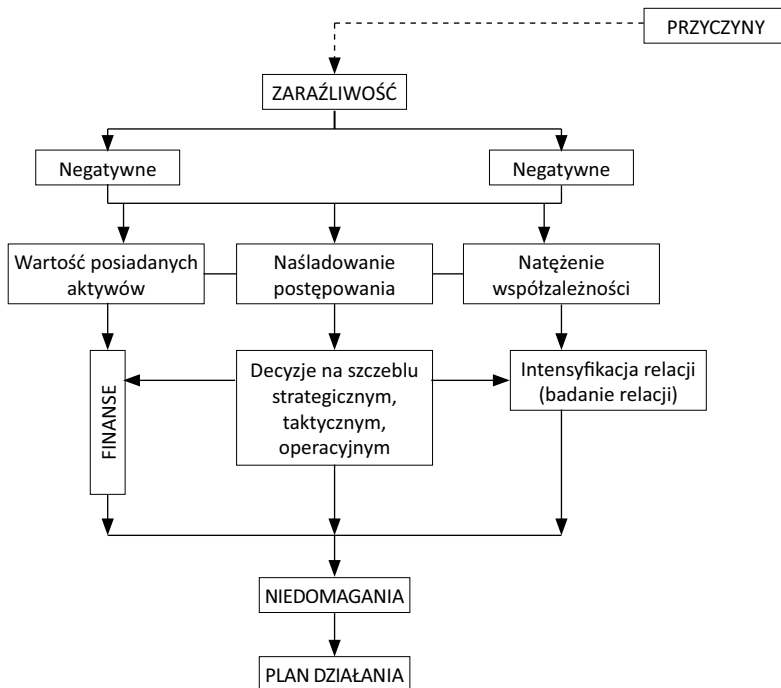 PRZYCZYNY
ZARAŹLIWOŚĆ
Negatywne
Negatywne
Wartość posiadanych
aktywów
Naśladowanie
postępowania
Natężenie
współzależności
FINANSE
Decyzje na szczeblu
strategicznym,
taktycznym,
operacyjnym
Intensyfikacja relacji
(badanie relacji)
NIEDOMAGANIA
PLAN DZIAŁANIA